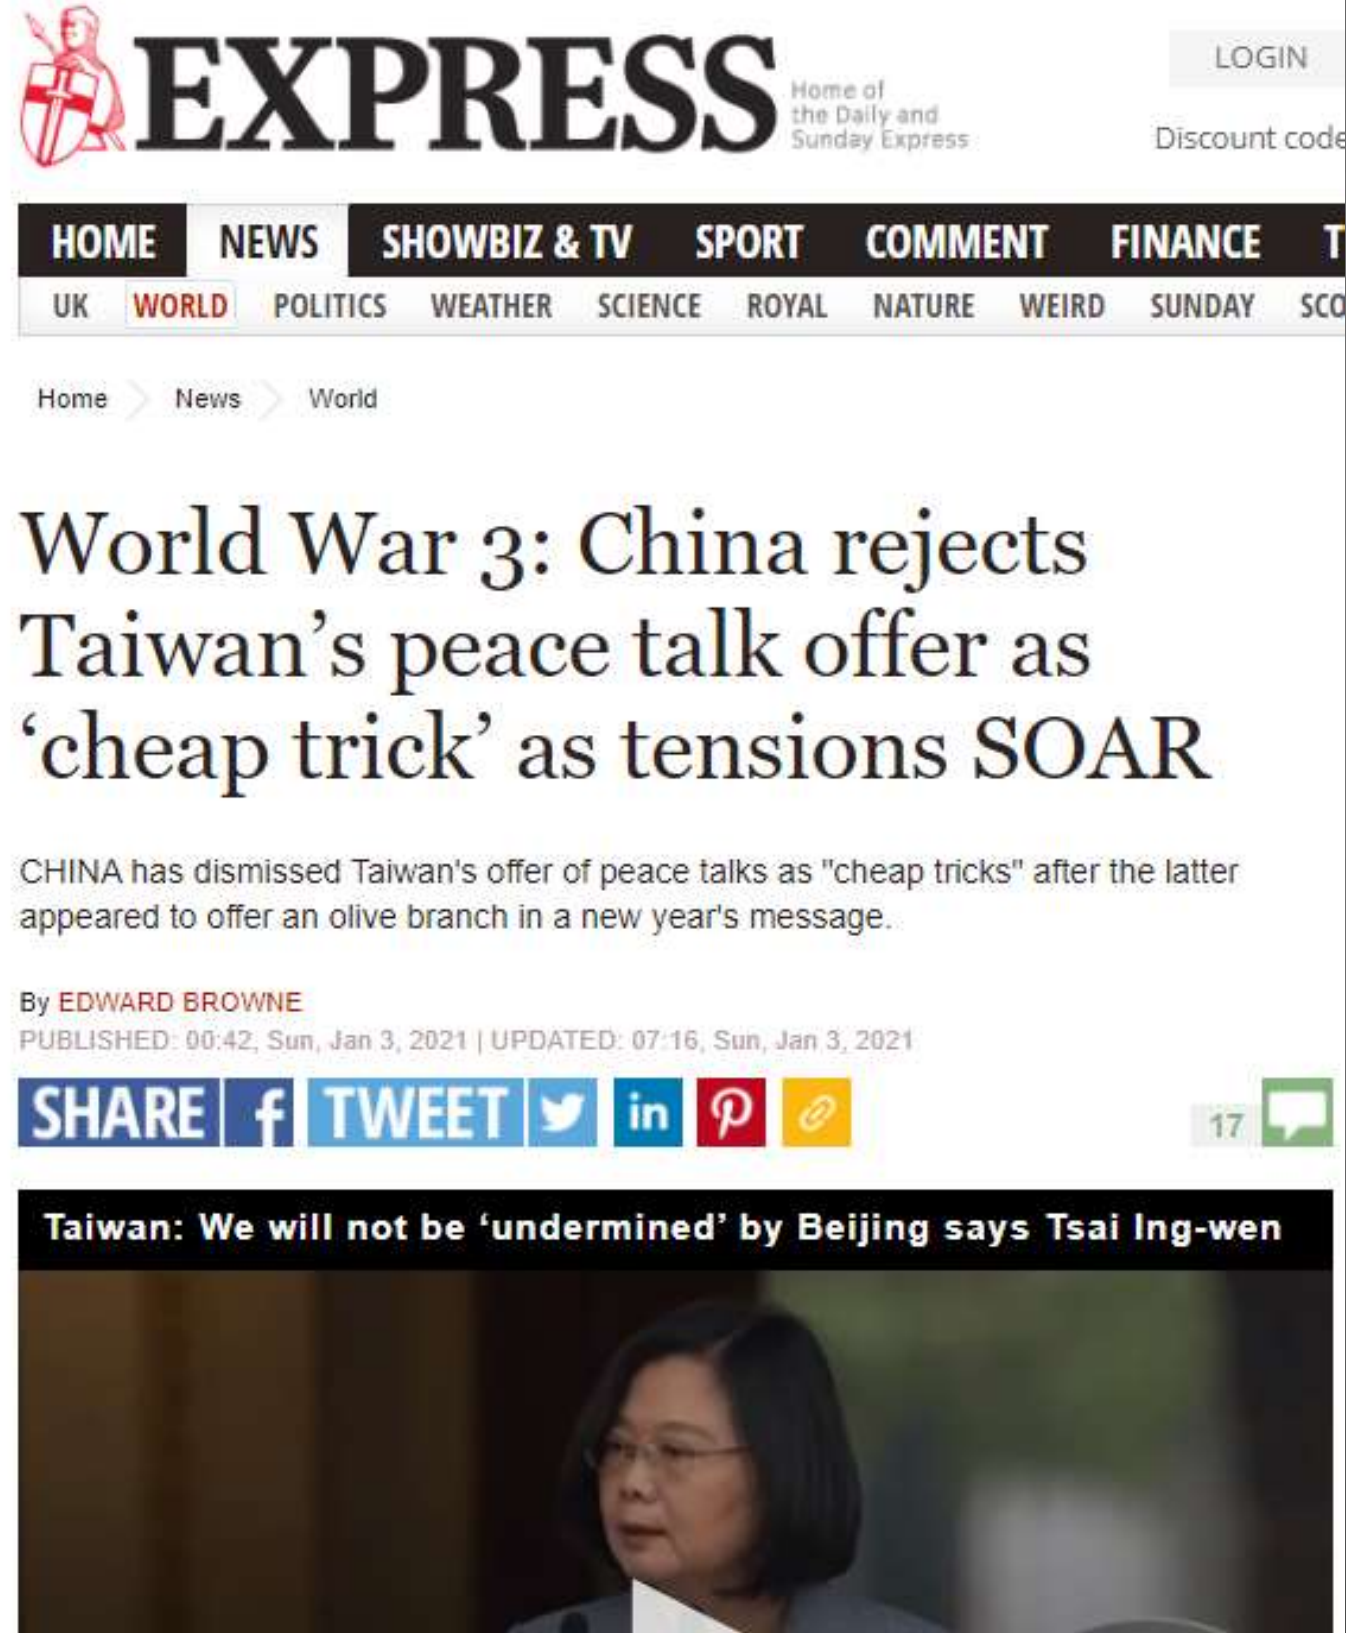 EXPRESS
Home of
the Daily and
Sunday Express
LOGIN
Discount code
HOME NEWS SHOWBIZ & TV SPORT COMMENT FINANCE T
UK WORLD POLITICS WEATHER SCIENCE ROYAL NATURE WEIRD SUNDAY SCO
Home News World
World War 3: China rejects
Taiwan’s peace talk offer as
‘cheap trick’ as tensions SOAR
CHINA has dismissed Taiwan's offer of peace talks as "cheap tricks" after the latter
appeared to offer an olive branch in a new year's message.
By EDWARD BROWNE
PUBLISHED: 00:42, Sun, Jan 3, 2021 | UPDATED: 07:16, Sun, Jan 3, 2021
SHARE f TWEET in 17
Taiwan: We will not be ‘undermined’ by Beijing says Tsai Ing-wen